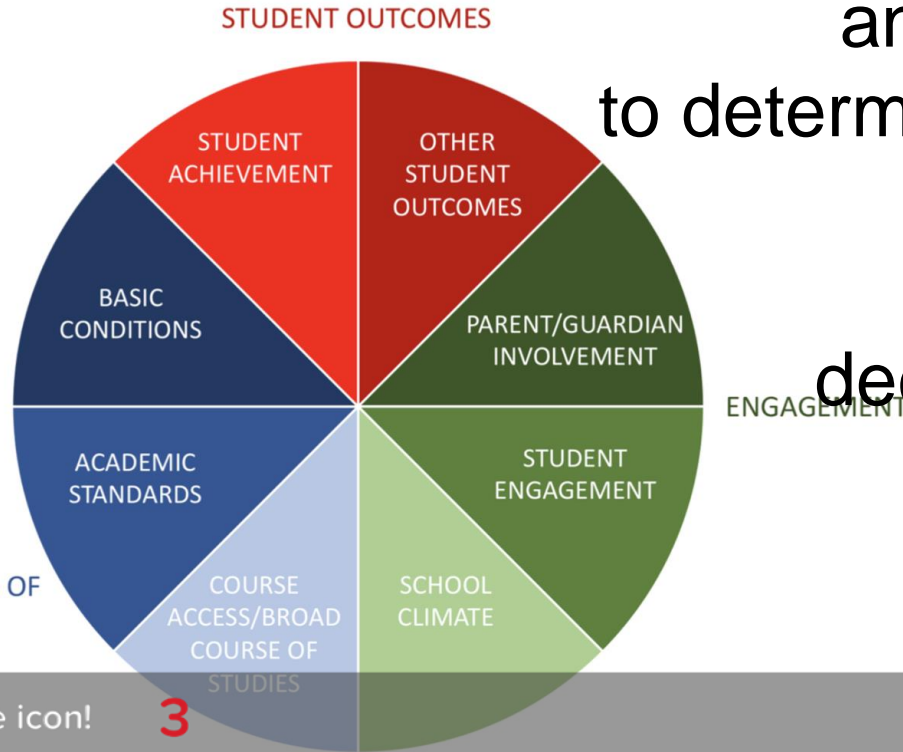 STUDENT OUTCOMES
to determ
STUDENT
ACHIEVEMENT
OTHER
STUDENT
OUTCOMES
BASIC
CONDITIONS
PARENT/GUARDIAN
INVOLVEMENT
ENGAGEMENT
ACADEMIC
STANDARDS
STUDENT
ENGAGEMENT
OF
COURSE
ACCESS/BROAD
COURSE OF
STUDIES
SCHOOL
CLIMATE
icon!
3